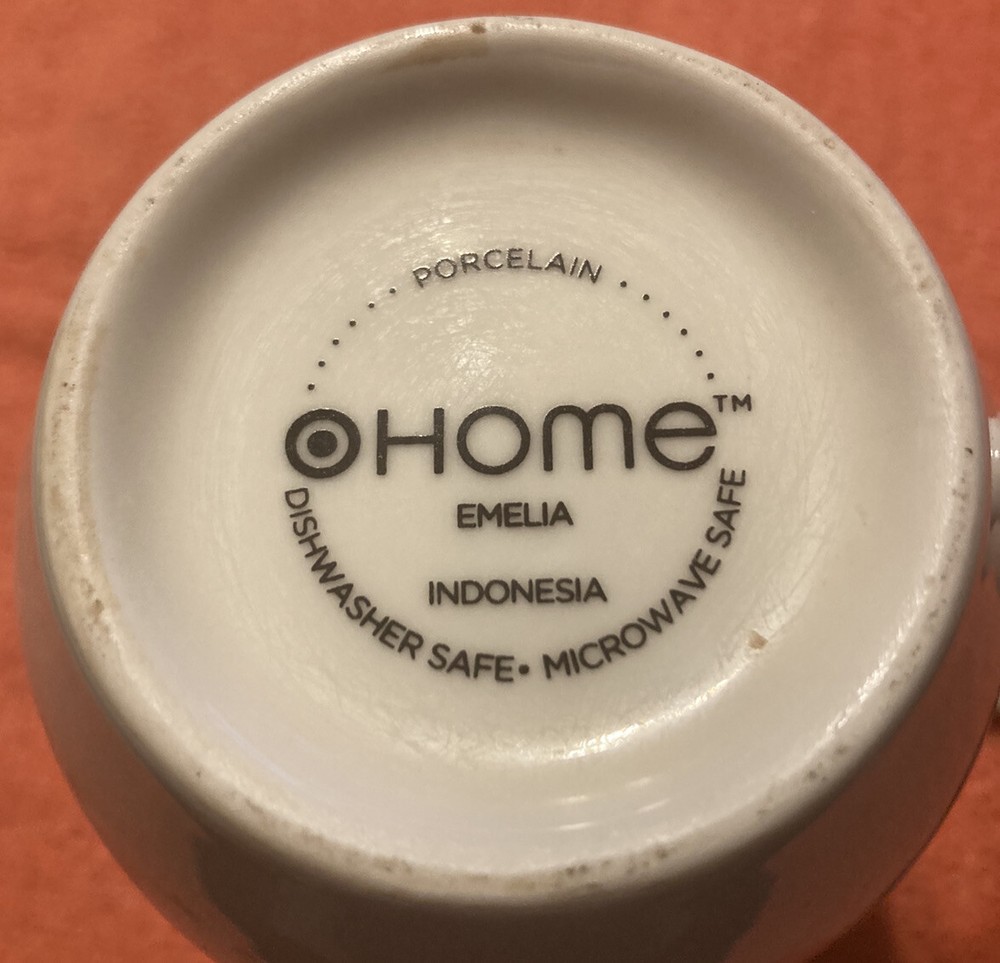 PORCELAIN
HOME™
EMELIA
INDONESIA
DISHWASHER SAFE• MICROWAVE SAFE